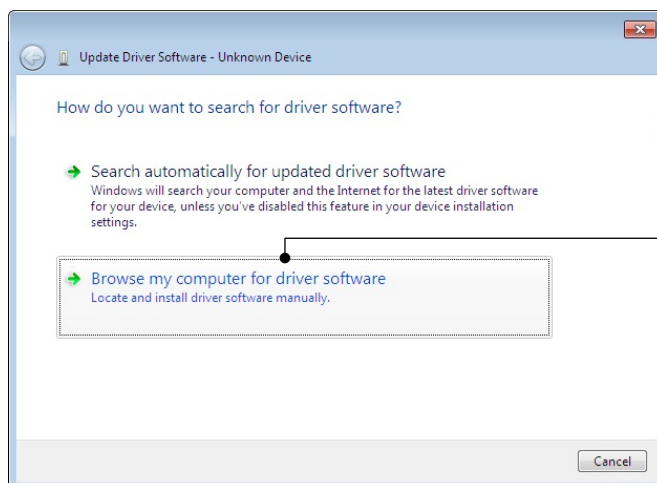 Update Driver Software - Unknown Device
How do you want to search for driver software?
Search automatically for updated driver software
Windows will search your computer and the Internet for the latest driver software
for your device, unless you've disabled this feature in your device installation
settings.
Browse my computer for driver software
Locate and install driver software manually.
Cancel